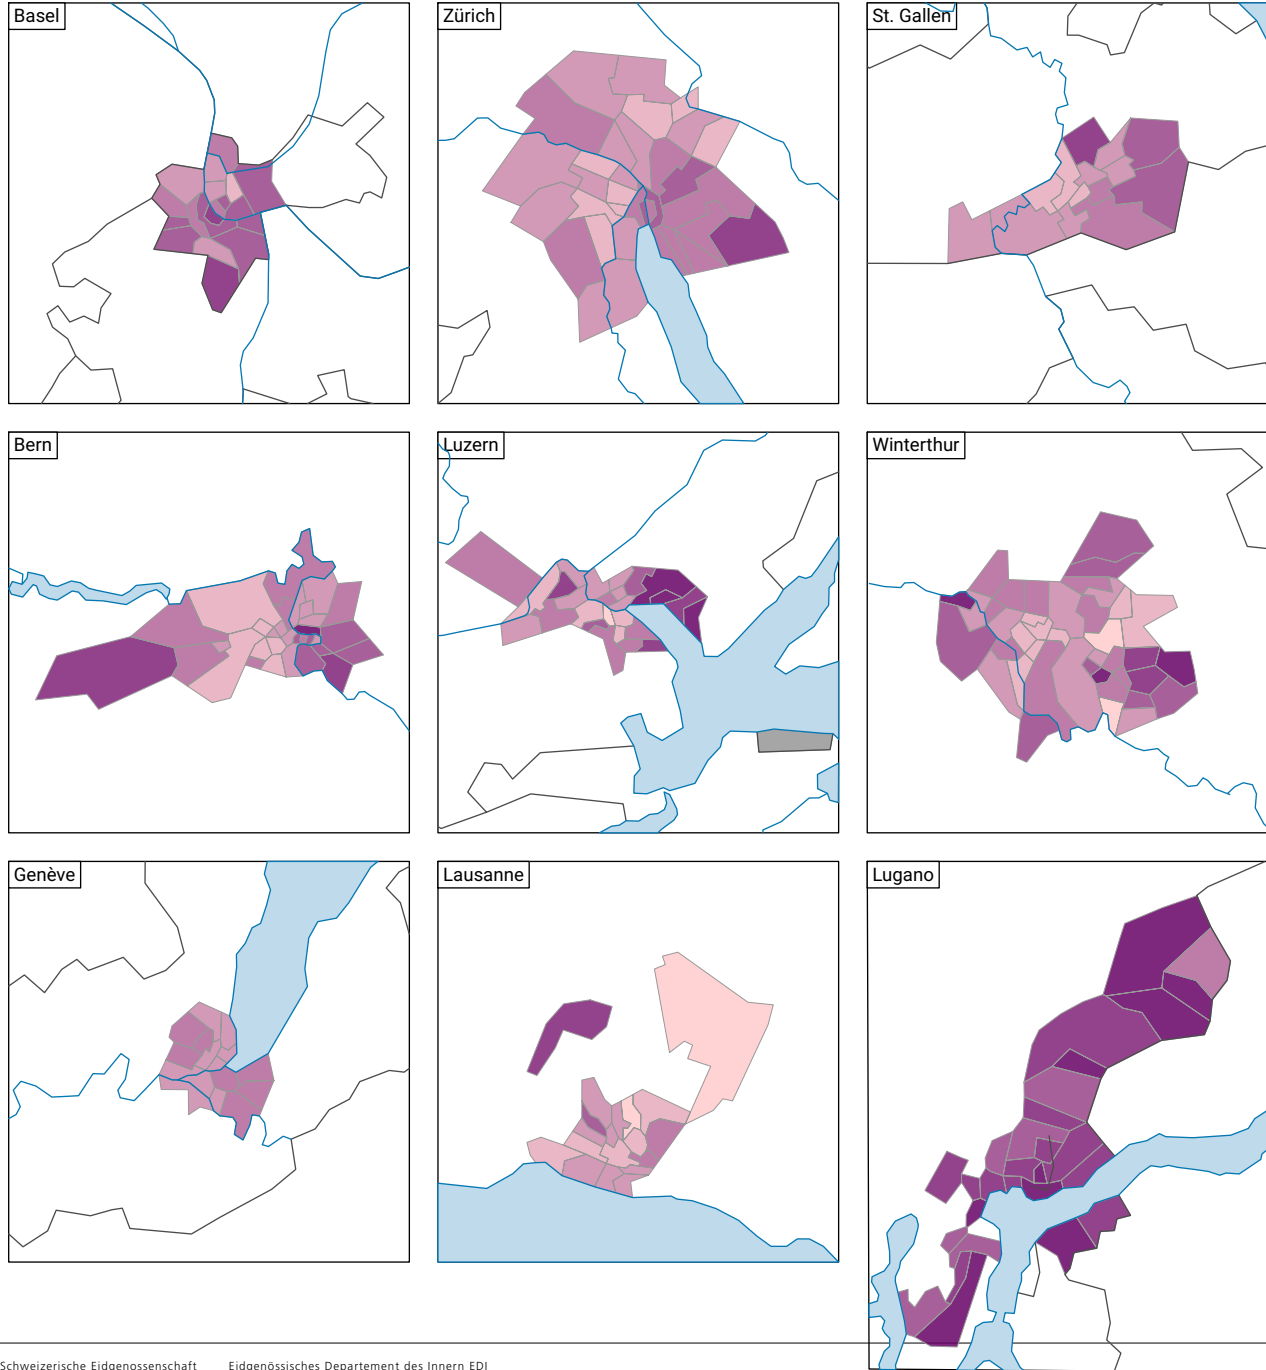 Basel
Zürich
St. Gallen
Bern
Luzern
Winterthur
Genève
Lausanne
Lugano
Schweizerische Eidgenossenschaft
Eidgenössisches Departement des Innern EDI